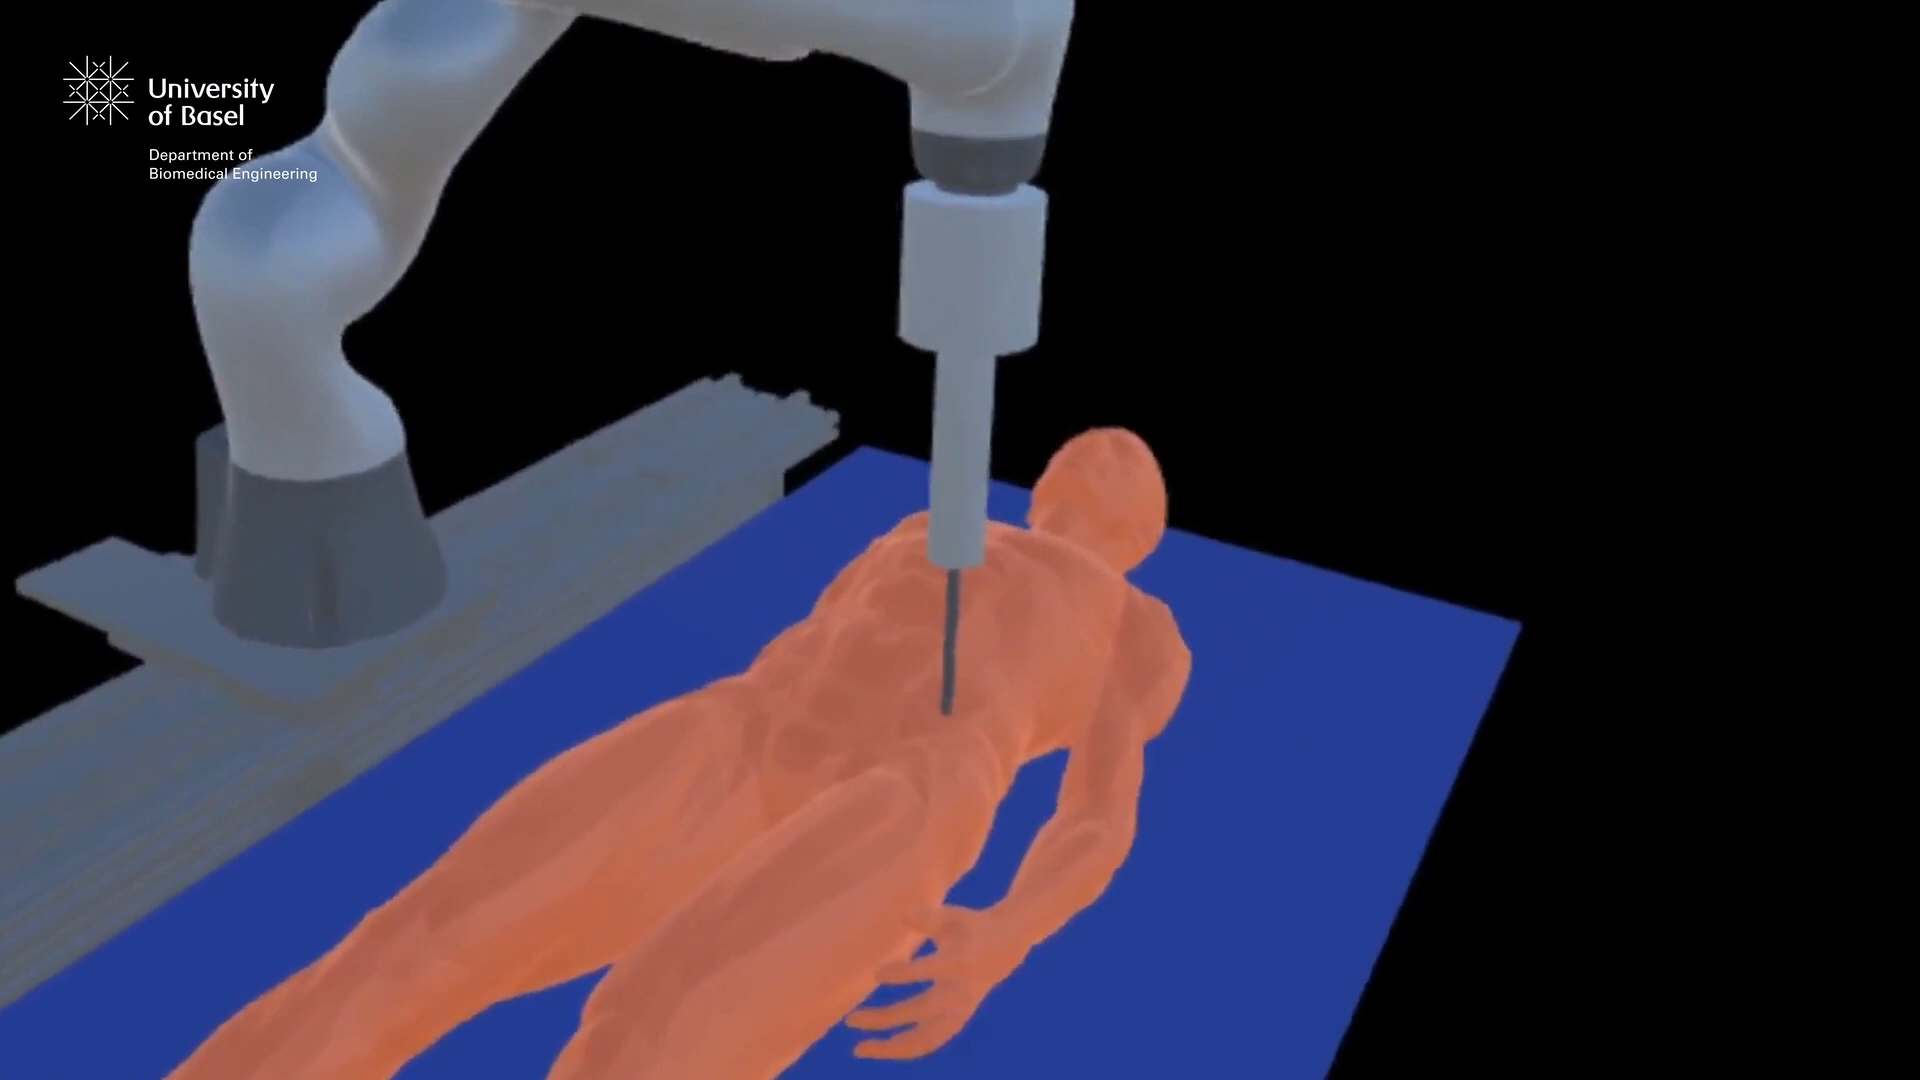 University
of Basel
Department of
Biomedical Engineering